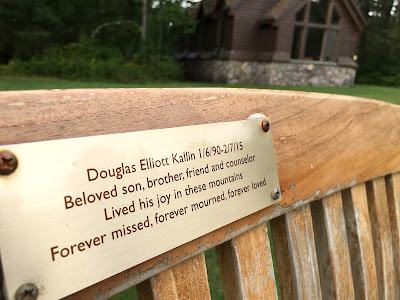 Douglas Elliott Kallin 1/6/90-2/7/15
Beloved son, brother, friend and counselor
Lived his joy in these mountains
Forever missed, forever mourned, forever loved